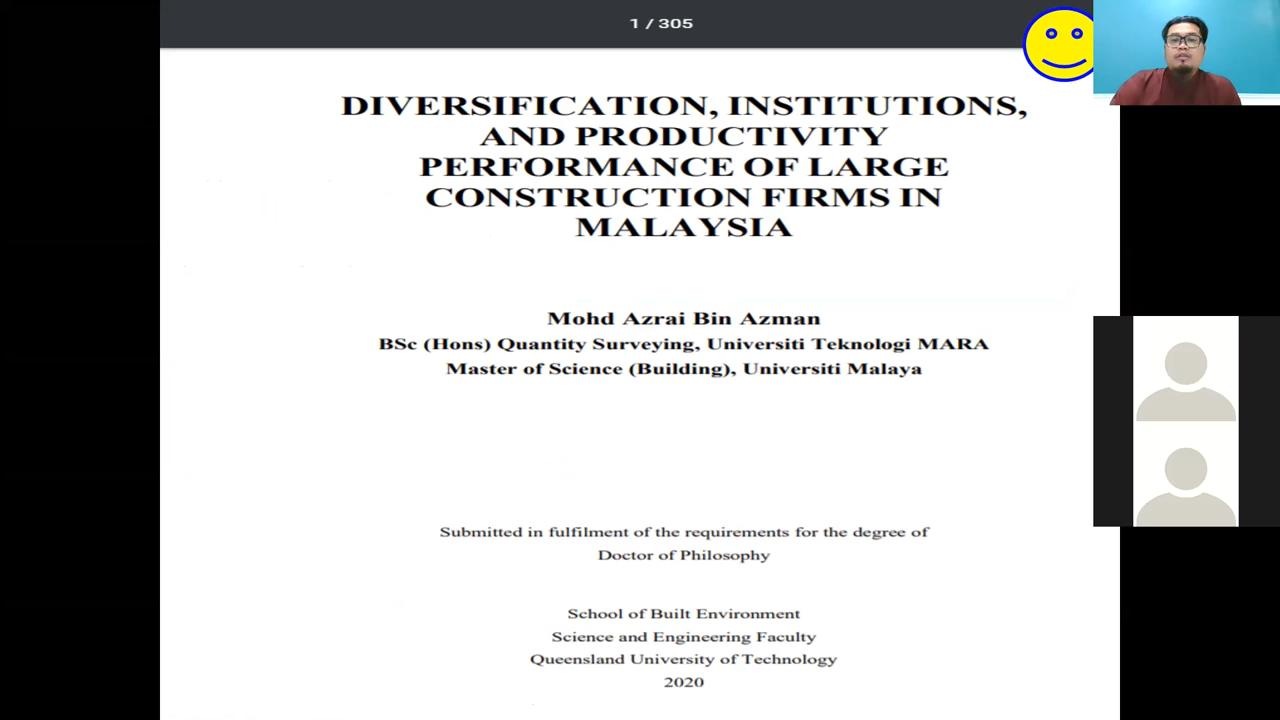 1 / 305
DIVERSIFICATION, INSTITUTIONS,
AND PRODUCTIVITY
PERFORMANCE OF LARGE
CONSTRUCTION FIRMS IN
MALAYSIA
Mohd Azrai Bin Azman
BSc (Hons) Quantity Surveying, Universiti Teknologi MARA
Master of Science (Building), Universiti Malaya
Submitted in fulfilment of the requirements for the degree of
Doctor of Philosophy
School of Built Environment
Science and Engineering Faculty
Queensland University of Technology
2020